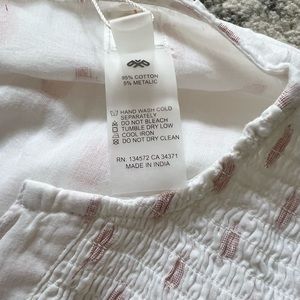 95% COTTON
5% METALIC
HAND WASH COLD
SEPARATELY
DO NOT BLEACH
TUMBLE DRY LOW
COOL IRON
DO NOT DRY CLEAN
RN: 134572 CA 34371
MADE IN INDIA